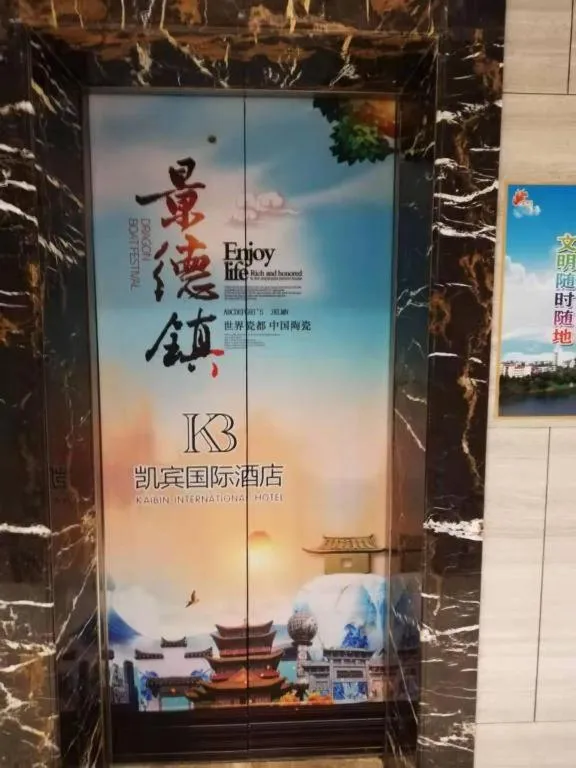 景德镇
DRAGON
BOAT FESTIVAL
Enjoy
life Rich and honored
世界瓷都 中国陶瓷
KB
凯宾国际酒店
KAIBIN INTERNATIONAL HOTEL
文明随时随地